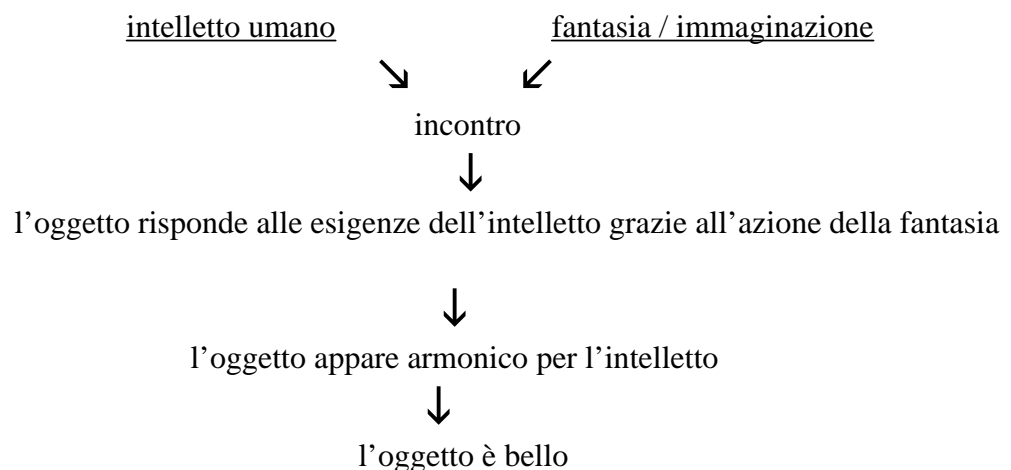 intelletto umano fantasia / immaginazione
incontro
l’oggetto risponde alle esigenze dell’intelletto grazie all’azione della fantasia
l’oggetto appare armonico per l’intelletto
l’oggetto è bello